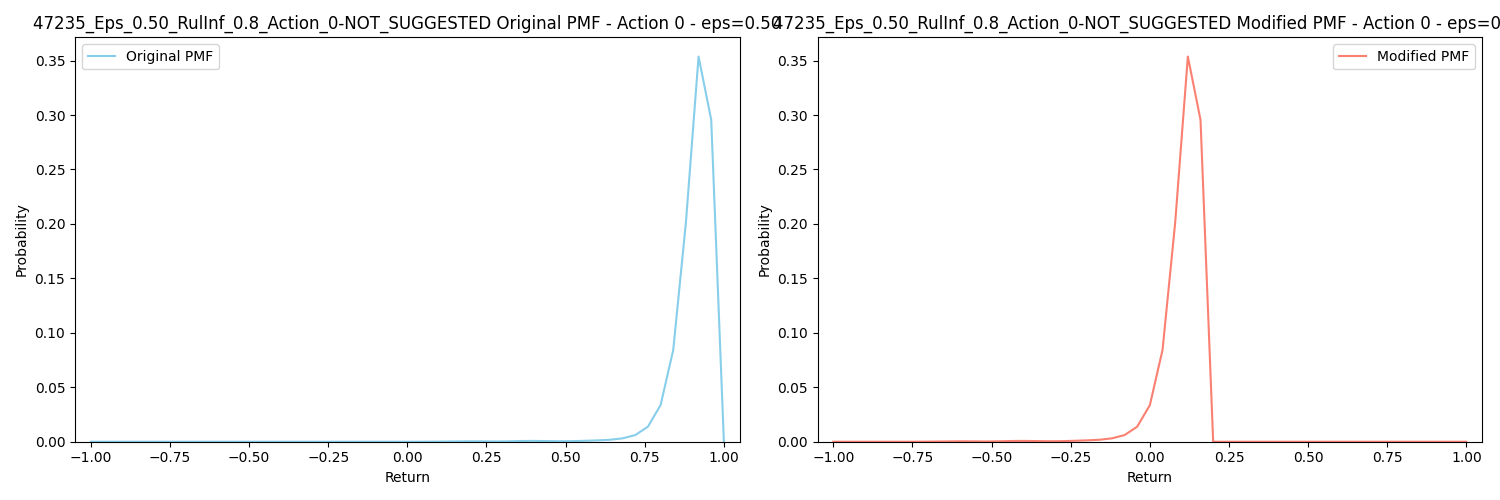 47235_Eps_0.50_RulInf_0.8_Action_0-NOT_SUGGESTED Original PMF - Action 0 - eps=0.50
47235_Eps_0.50_RulInf_0.8_Action_0-NOT_SUGGESTED Modified PMF - Action 0 - eps=0
Original PMF
0.35
0.30
0.25
0.20
0.15
0.10
0.05
0.00
Probability
−1.00 −0.75 −0.50 −0.25 0.00 0.25 0.50 0.75 1.00
Return
Modified PMF
0.35
0.30
0.25
0.20
0.15
0.10
0.05
0.00
Probability
−1.00 −0.75 −0.50 −0.25 0.00 0.25 0.50 0.75 1.00
Return